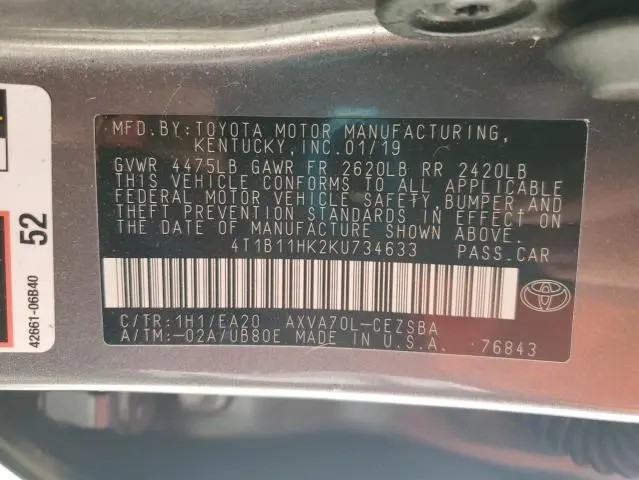 MFD.BY:TOYOTA MOTOR MANUFACTURING,
KENTUCKY,INC.01/19
GVWR 4475LB GAWR FR 2620LB RR 2420LB
THIS VEHICLE CONFORMS TO ALL APPLICABLE
FEDERAL MOTOR VEHICLE SAFETY,BUMPER,AND
THEFT PREVENTION STANDARDS IN EFFECT ON
THE DATE OF MANUFACTURE SHOWN ABOVE.
4T1B11HK2KU734633 PASS.CAR
C/TR:1H1/EA20 AXVA70L-CEZSBA
A/TM:-02A/UB80E MADE IN U.S.A. 76843
52
42661-06B40